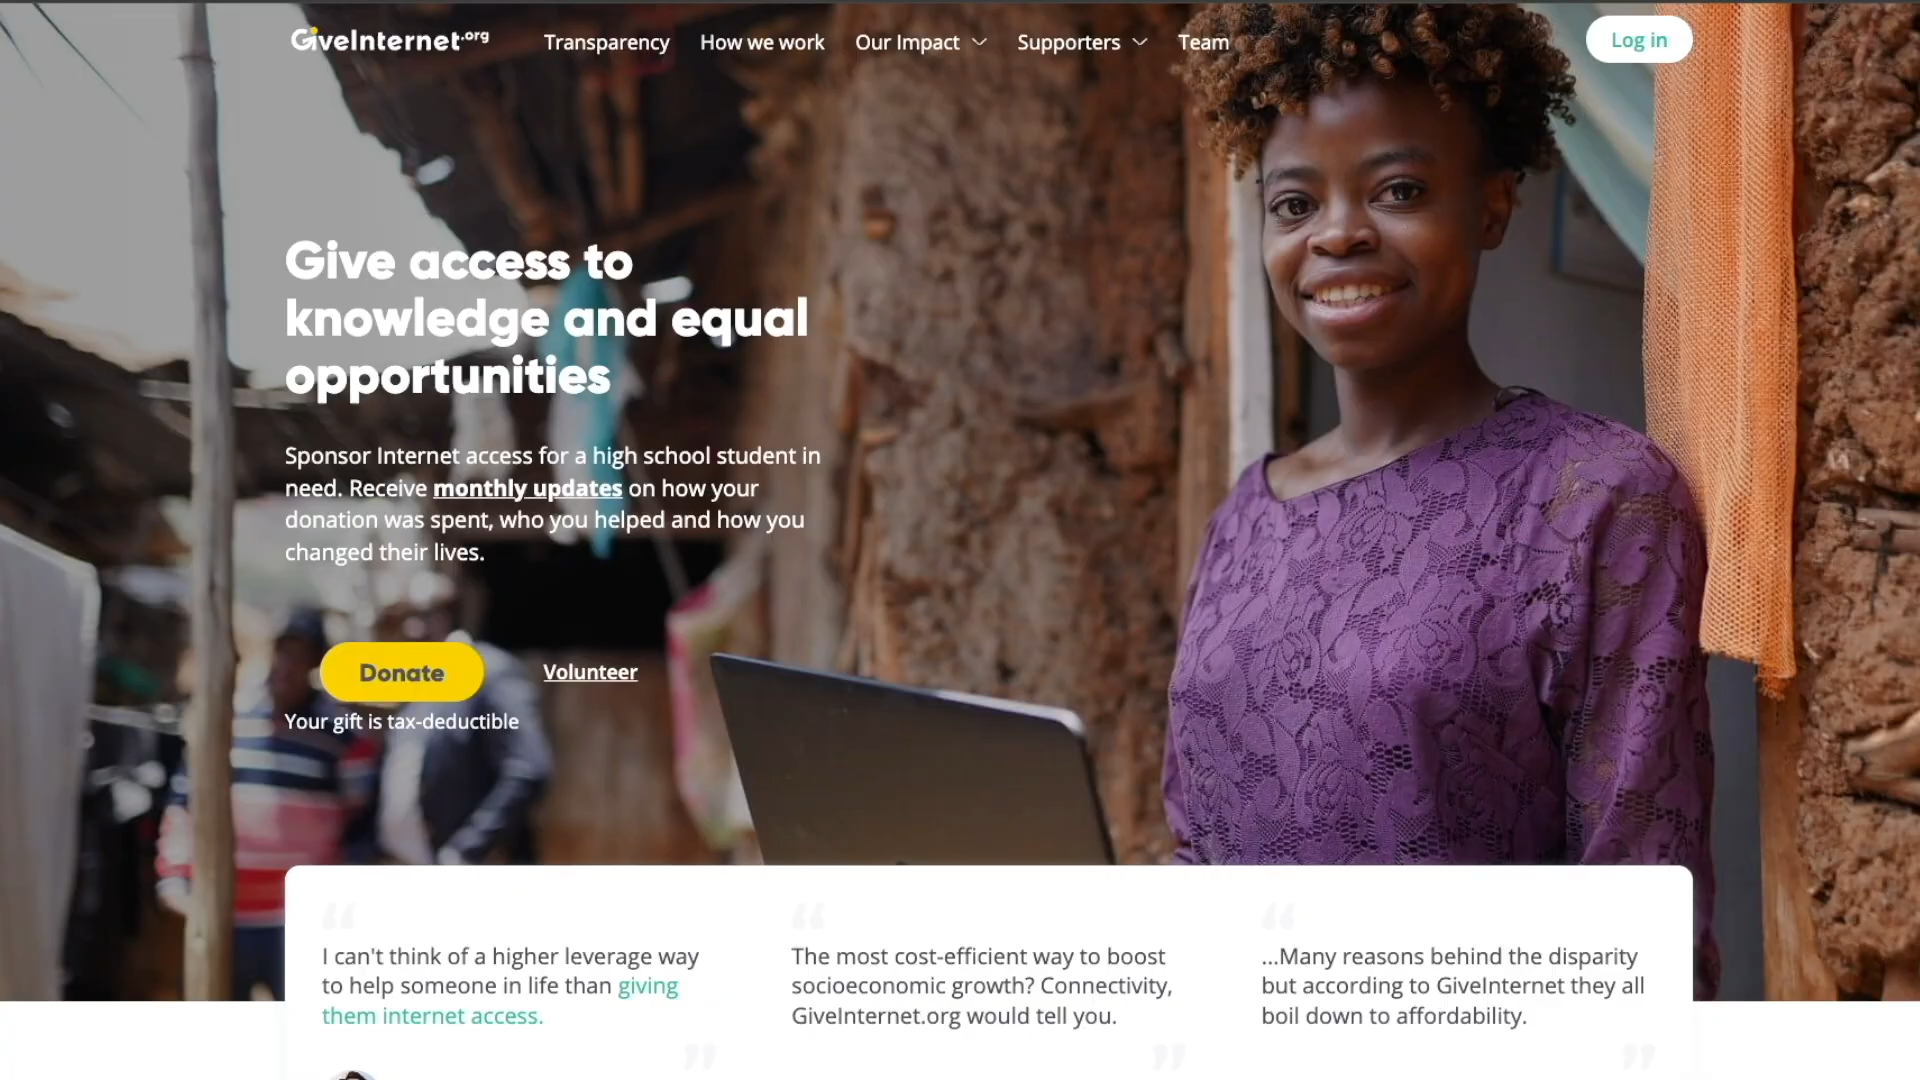 GiveInternet.org
Transparency
How we work
Our Impact
Supporters
Team
Log in
Give access to
knowledge and equal
opportunities
Sponsor Internet access for a high school student in
need. Receive monthly updates on how your
donation was spent, who you helped and how you
changed their lives.
Donate
Volunteer
Your gift is tax-deductible
“
I can't think of a higher leverage way
to help someone in life than giving
them internet access.
”
“
The most cost-efficient way to boost
socioeconomic growth? Connectivity,
GiveInternet.org would tell you.
”
“
...Many reasons behind the disparity
but according to GiveInternet they all
boil down to affordability.
”